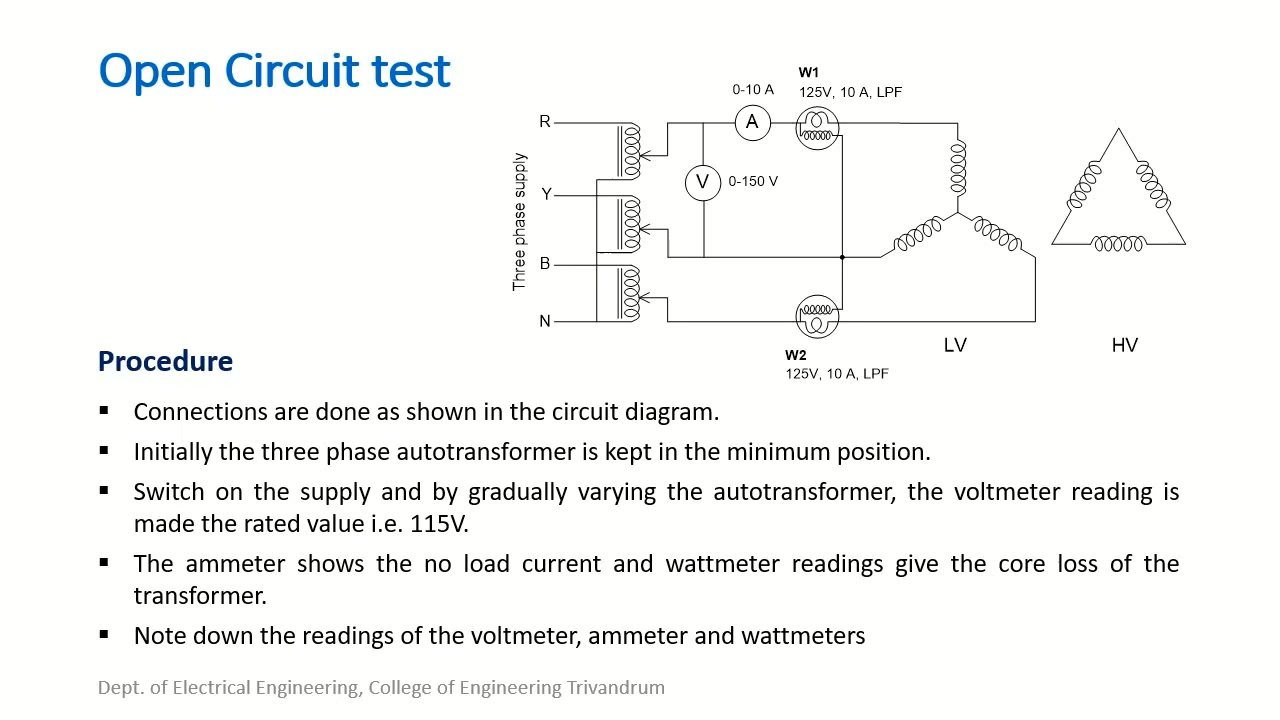 Open Circuit test
W1
0-10 A
125V, 10 A, LPF
R
A
Three phase supply
Y
V
0-150 V
B
N
LV
HV
W2
125V, 10 A, LPF
Procedure
▪ Connections are done as shown in the circuit diagram.
▪ Initially the three phase autotransformer is kept in the minimum position.
▪ Switch on the supply and by gradually varying the autotransformer, the voltmeter reading is
made the rated value i.e. 115V.
▪ The ammeter shows the no load current and wattmeter readings give the core loss of the
transformer.
▪ Note down the readings of the voltmeter, ammeter and wattmeters
Dept. of Electrical Engineering, College of Engineering Trivandrum